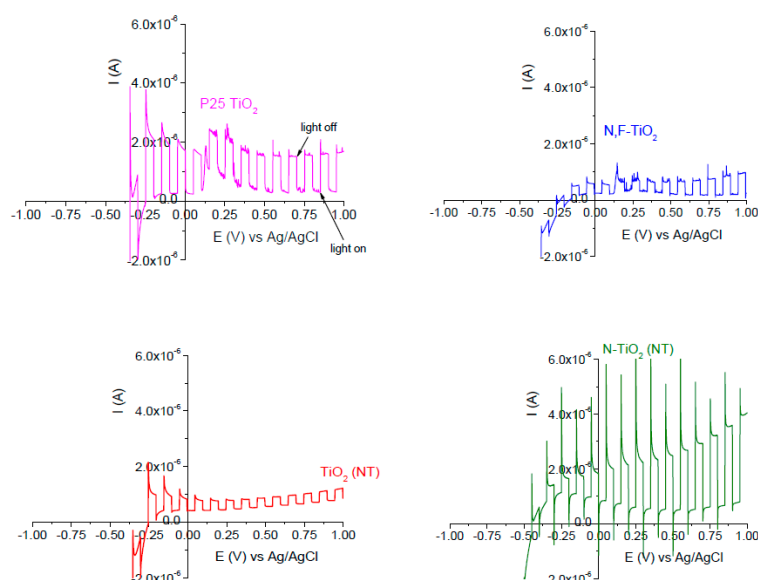 6.0x10⁻⁶
I (A)
4.0x10⁻⁶
P25 TiO₂
light off
2.0x10⁻⁶
0.0
-1.00 -0.75 -0.50 -0.25 0.00 0.25 0.50 0.75 1.00
E (V) vs Ag/AgCl
light on
-2.0x10⁻⁶
6.0x10⁻⁶
I (A)
4.0x10⁻⁶
N,F-TiO₂
2.0x10⁻⁶
0.0
-1.00 -0.75 -0.50 -0.25 0.00 0.25 0.50 0.75 1.00
E (V) vs Ag/AgCl
-2.0x10⁻⁶
6.0x10⁻⁶
I (A)
4.0x10⁻⁶
2.0x10⁻⁶
TiO₂ (NT)
0.0
-1.00 -0.75 -0.50 -0.25 0.00 0.25 0.50 0.75 1.00
E (V) vs Ag/AgCl
-2.0x10⁻⁶
N-TiO₂ (NT)
6.0x10⁻⁶
I (A)
4.0x10⁻⁶
2.0x10⁻⁶
0.0
-1.00 -0.75 -0.50 -0.25 0.00 0.25 0.50 0.75 1.00
E (V) vs Ag/AgCl
-2.0x10⁻⁶